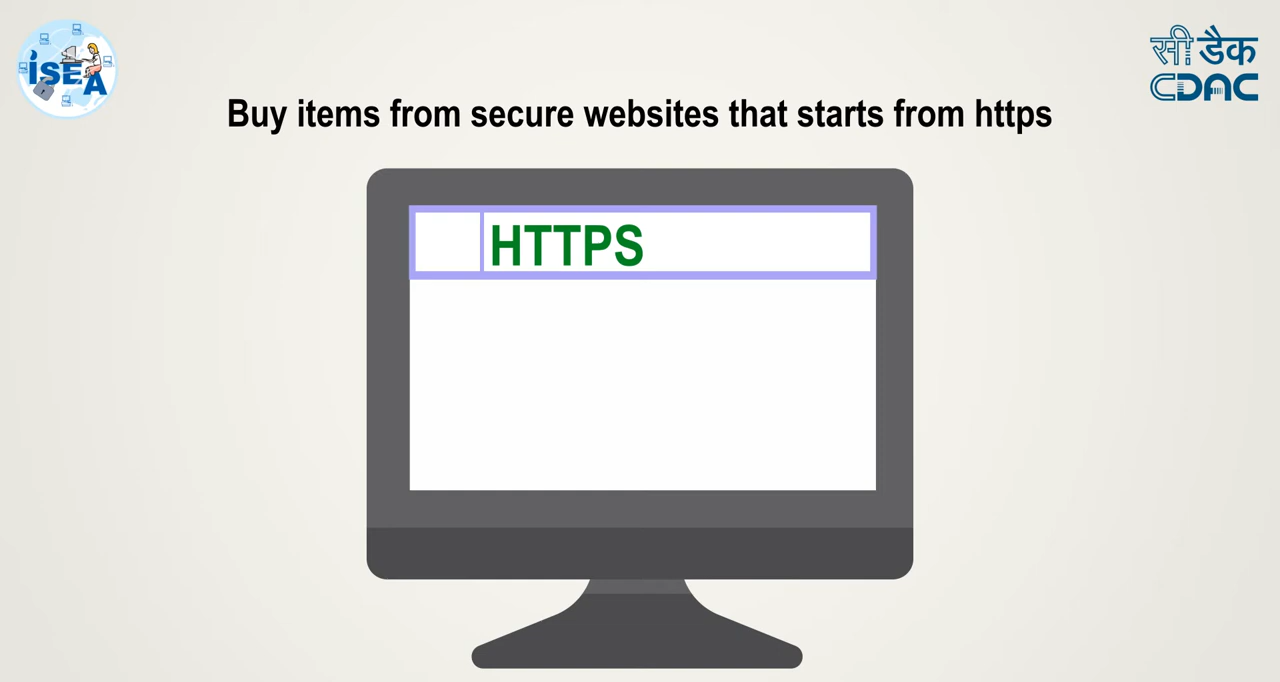 ISEA
सी डैक
CDAC
Buy items from secure websites that starts from https
HTTPS